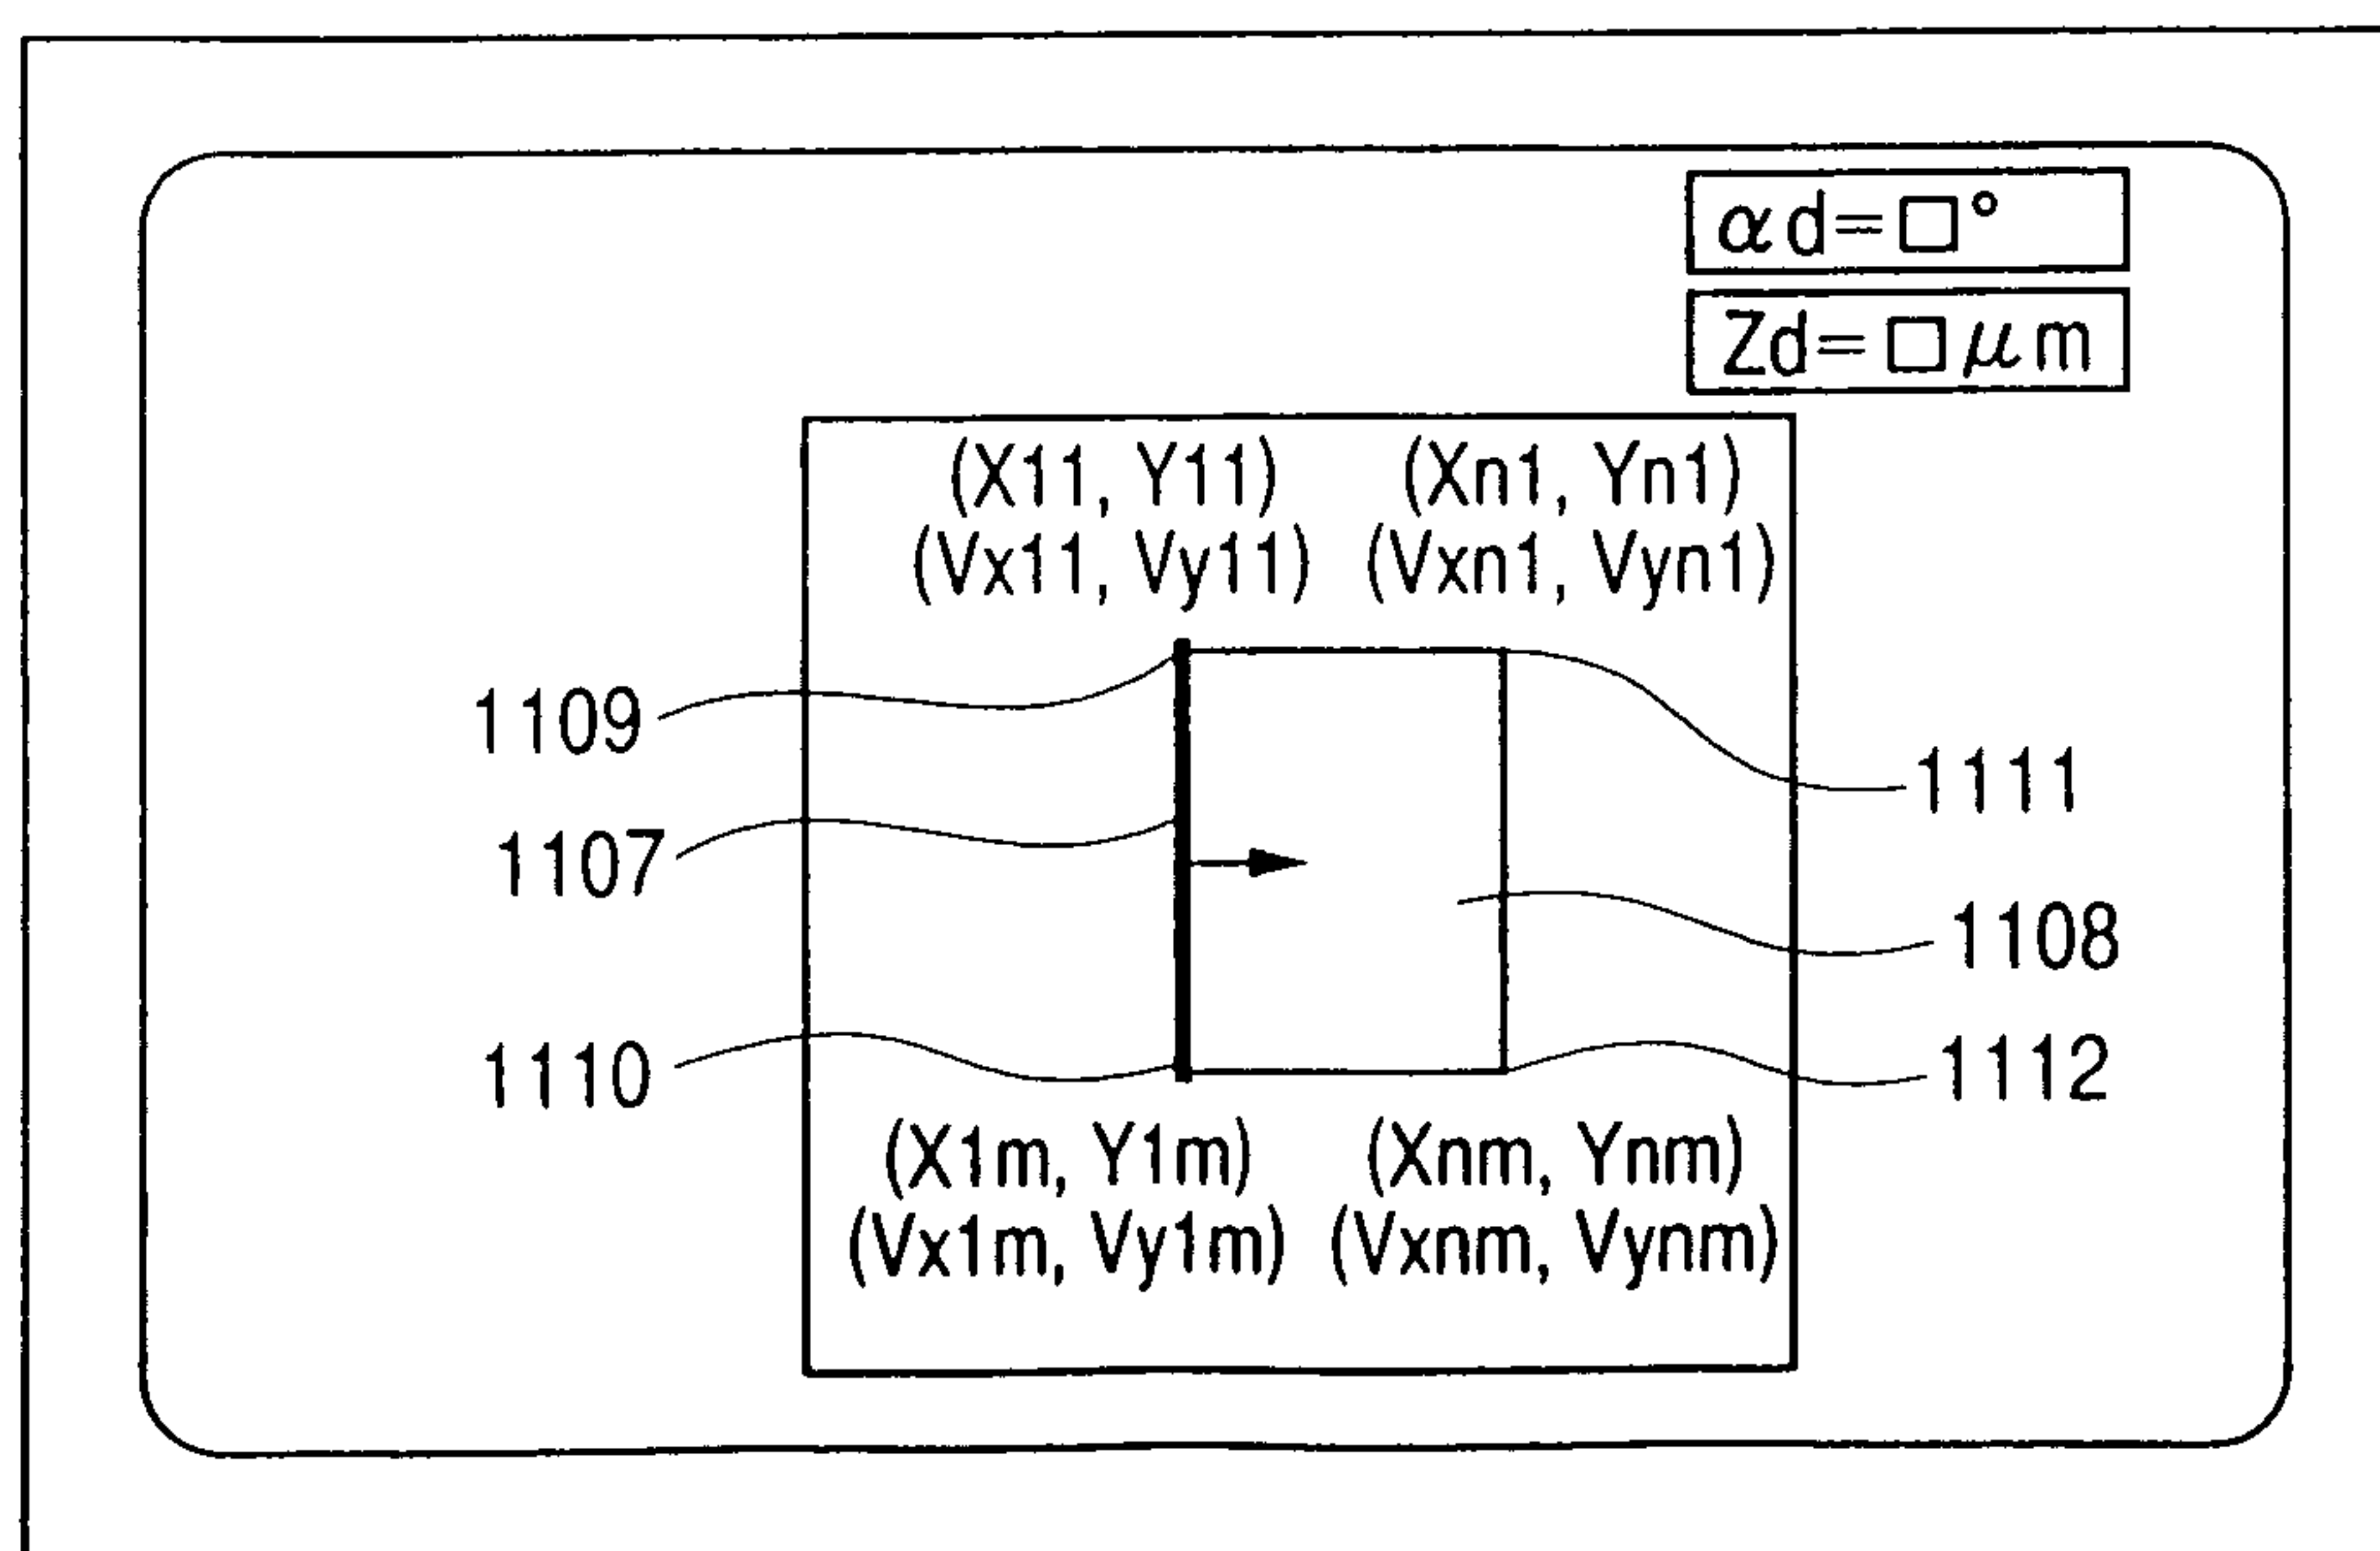 αd=□°
Zd=□μm
(X11, Y11) (Xn1, Yn1)
(Vx11, Vy11) (Vxn1, Vyn1)
1109
1111
1107
1108
1110
1112
(X1m, Y1m) (Xnm, Ynm)
(Vx1m, Vy1m) (Vxnm, Vynm)